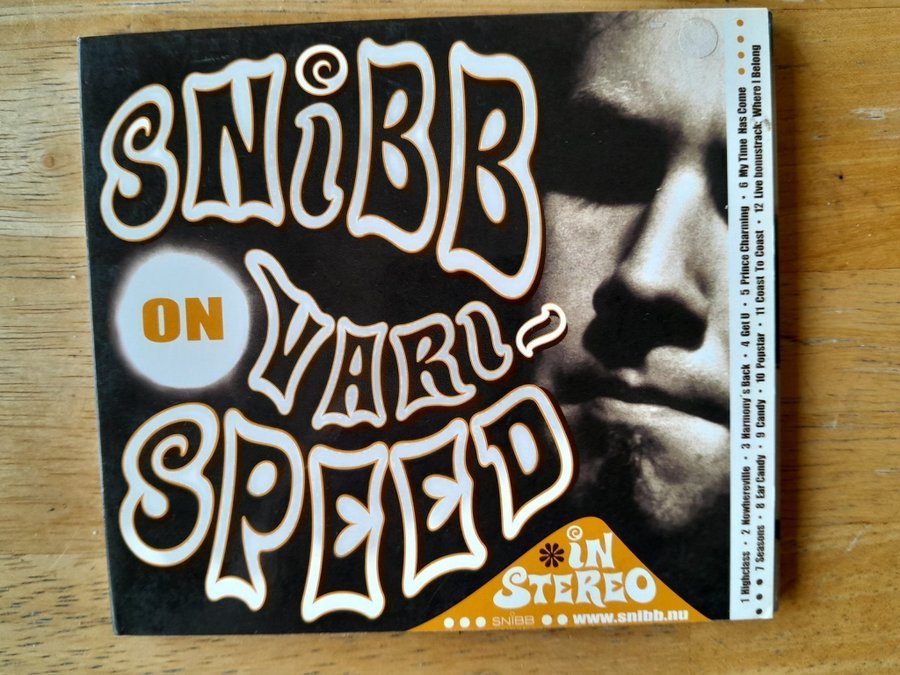 SNiBB
ON
VARI-
SPEED
iN
STEREO
SNiBB www.snibb.nu
1 Highclass • 2 Nowhereville • 3 Harmony's Back • 4 Get U • 5 Prince Charming • 6 My Time Has Come
7 Seasons • 8 Ear Candy • 9 Candy • 10 Popstar • 11 Coast To Coast • 12 Live bonustrack: Where I Belong